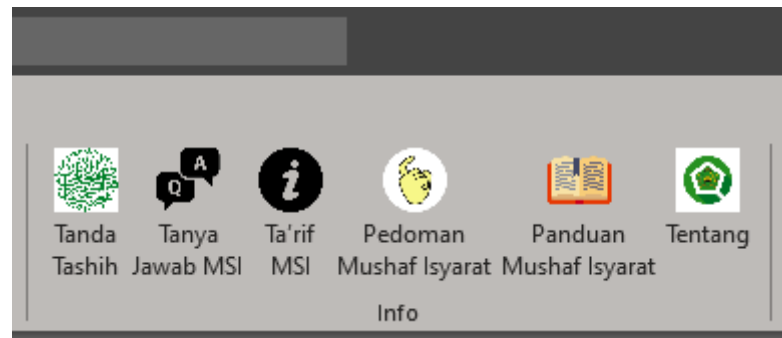 Tanda Tashih
Tanya Jawab MSI
Ta'rif MSI
Pedoman Mushaf Isyarat
Panduan Mushaf Isyarat
Tentang
Info